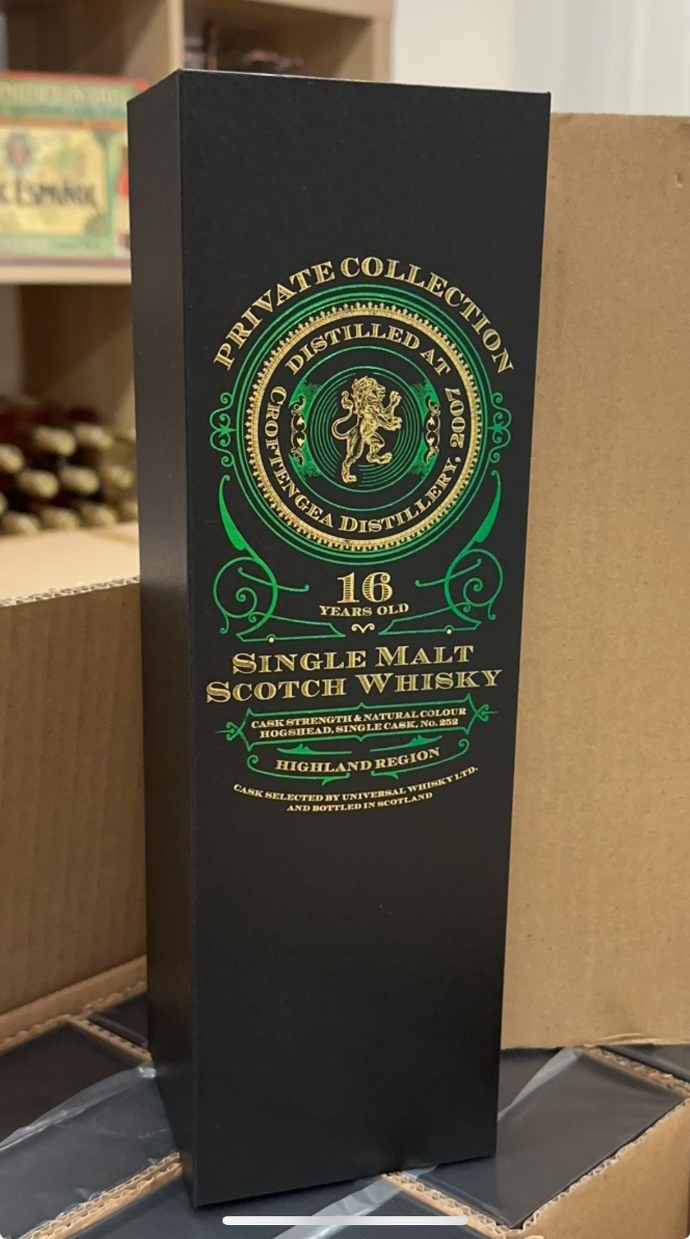 PRIVATE COLLECTION
DISTILLED AT
CROFTENGEA DISTILLERY, 2007
16
YEARS OLD
SINGLE MALT
SCOTCH WHISKY
CASK STRENGTH & NATURAL COLOUR
HOGSHEAD, SINGLE CASK, NO. 252
HIGHLAND REGION
CASK SELECTED BY UNIVERSAL WHISKY LTD.
AND BOTTLED IN SCOTLAND
ESPAÑOL